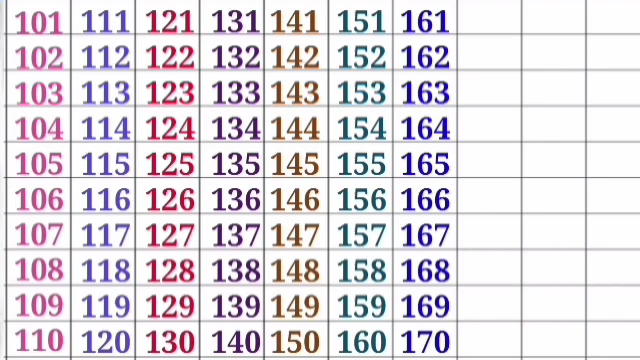 101 111 121 131 141 151 161
102 112 122 132 142 152 162
103 113 123 133 143 153 163
104 114 124 134 144 154 164
105 115 125 135 145 155 165
106 116 126 136 146 156 166
107 117 127 137 147 157 167
108 118 128 138 148 158 168
109 119 129 139 149 159 169
110 120 130 140 150 160 170